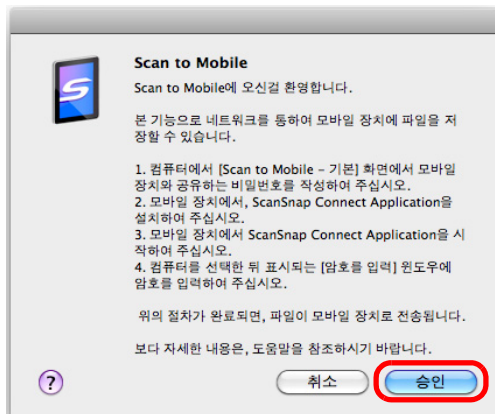 Scan to Mobile
Scan to Mobile에 오신걸 환영합니다.
본 기능으로 네트워크를 통하여 모바일 장치에 파일을 저
장할 수 있습니다.
1. 컴퓨터에서 [Scan to Mobile – 기본] 화면에서 모바일
장치와 공유하는 비밀번호를 작성하여 주십시오.
2. 모바일 장치에서, ScanSnap Connect Application을
설치하여 주십시오.
3. 모바일 장치에서 ScanSnap Connect Application을 시
작하여 주십시오.
4. 컴퓨터를 선택한 뒤 표시되는 [암호를 입력] 윈도우에
암호를 입력하여 주십시오.
위의 절차가 완료되면, 파일이 모바일 장치로 전송됩니다.
보다 자세한 내용은, 도움말을 참조하시기 바랍니다.
? 취소 승인